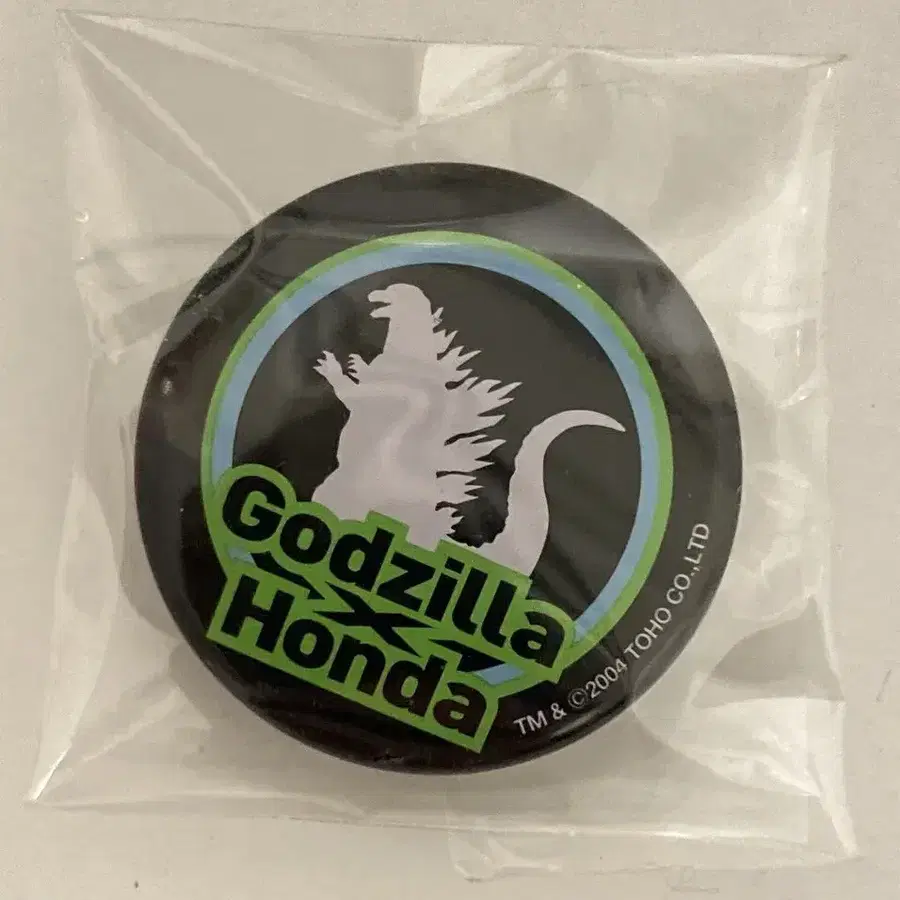 Godzilla
×
Honda
TM & ©2004 TOHO CO.,LTD